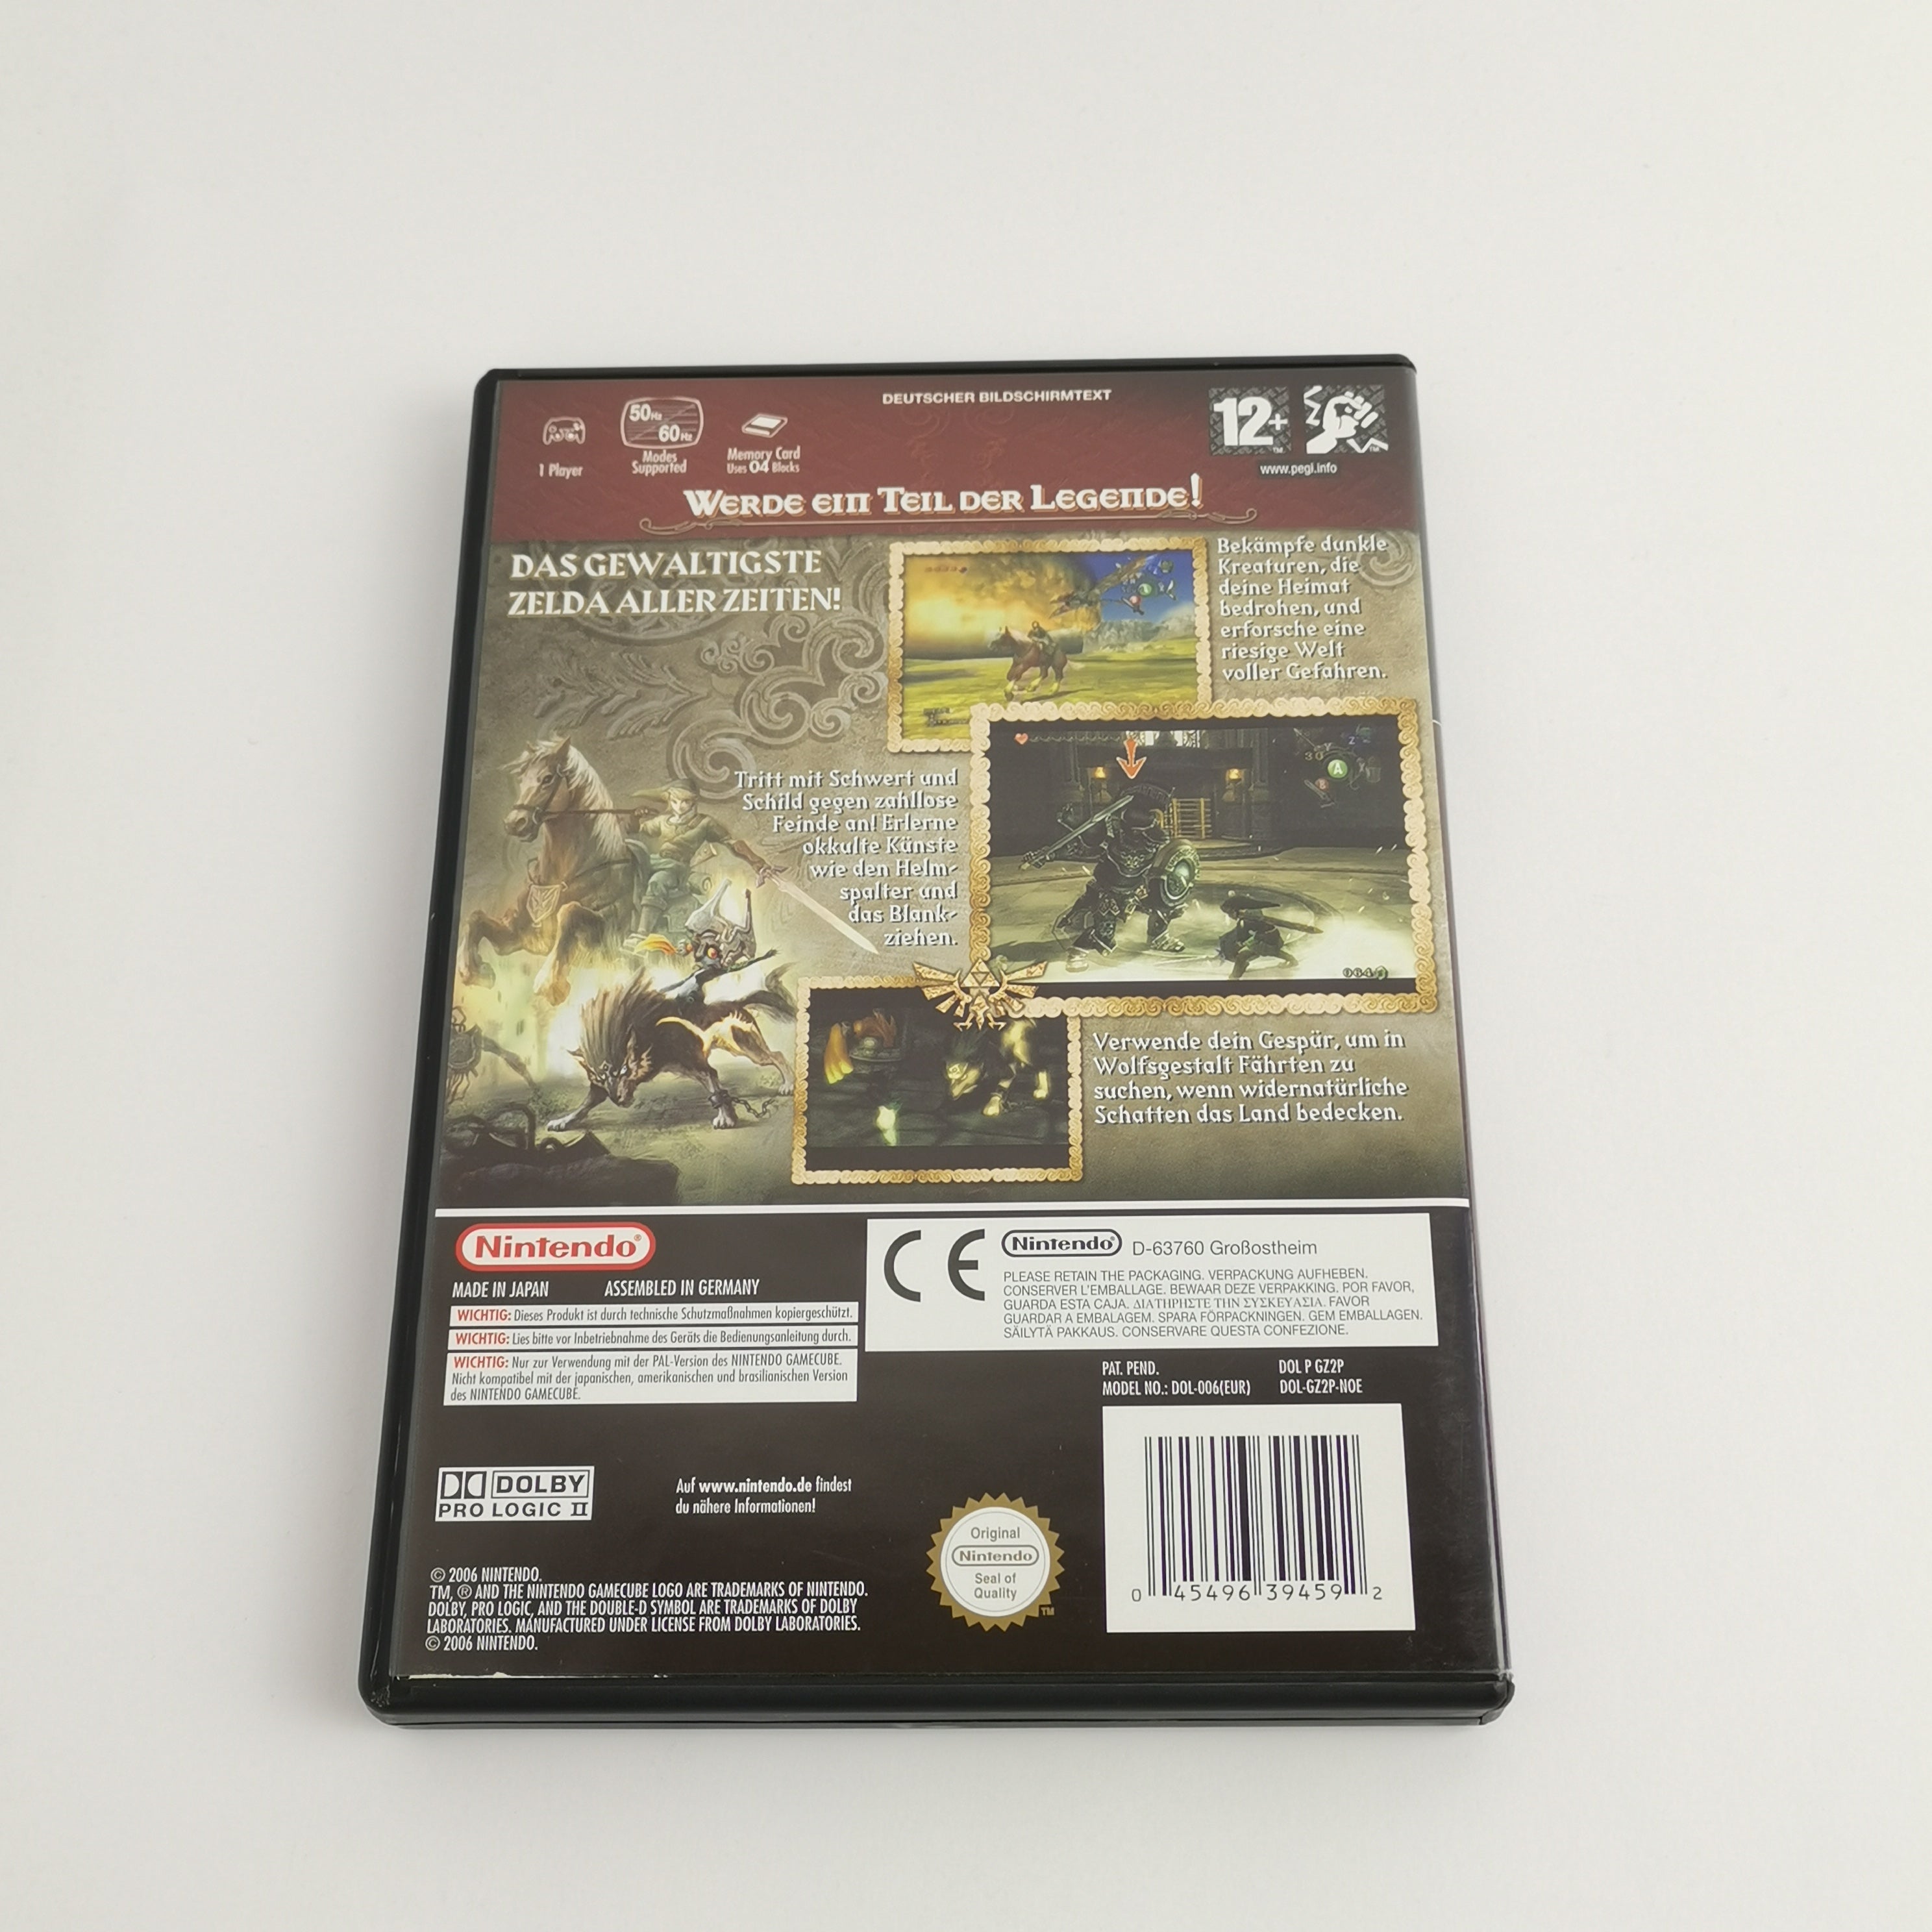 DEUTSCHER BILDSCHIRMTEXT
1 Player
50Hz
60Hz
Modes
Supported
Memory Card
Uses 04 Blocks
12+
™
™
www.pegi.info
WERDE EIN TEIL DER LEGENDE!
DAS GEWALTIGSTE
ZELDA ALLER ZEITEN!
Bekämpfe dunkle
Kreaturen, die
deine Heimat
bedrohen, und
erforsche eine
riesige Welt
voller Gefahren.
Tritt mit Schwert und
Schild gegen zahllose
Feinde an! Erlerne
okkulte Künste
wie den Helm-
spalter und
das Blank-
ziehen.
30
Z
A
B
Verwende dein Gespür, um in
Wolfsgestalt Fährten zu
suchen, wenn widernatürliche
Schatten das Land bedecken.
Nintendo®
MADE IN JAPAN ASSEMBLED IN GERMANY
WICHTIG: Dieses Produkt ist durch technische Schutzmaßnahmen kopiergeschützt.
WICHTIG: Lies bitte vor Inbetriebnahme des Geräts die Bedienungsanleitung durch.
WICHTIG: Nur zur Verwendung mit der PAL-Version des NINTENDO GAMECUBE.
Nicht kompatibel mit der japanischen, amerikanischen und brasilianischen Version
des NINTENDO GAMECUBE.
CE
Nintendo® D-63760 Großostheim
PLEASE RETAIN THE PACKAGING. VERPACKUNG AUFHEBEN.
CONSERVER L'EMBALLAGE. BEWAAR DEZE VERPAKKING. POR FAVOR,
GUARDA ESTA CAJA. ΔΙΑΤΗΡΗΣΤΕ ΤΗΝ ΣΥΣΚΕΥΑΣΙΑ. FAVOR
GUARDAR A EMBALAGEM. SPARA FÖRPACKNINGEN. GEM EMBALLAGEN.
SÄILYTÄ PAKKAUS. CONSERVARE QUESTA CONFEZIONE.
PAT. PEND. DOL P GZ2P
MODEL NO.: DOL-006(EUR) DOL-GZ2P-NOE
DOLBY
PRO LOGIC II
Auf www.nintendo.de findest
du nähere Informationen!
Original
Nintendo
Seal of
Quality
™
0 45496 39459 2
© 2006 NINTENDO.
TM, ® AND THE NINTENDO GAMECUBE LOGO ARE TRADEMARKS OF NINTENDO.
DOLBY, PRO LOGIC, AND THE DOUBLE-D SYMBOL ARE TRADEMARKS OF DOLBY
LABORATORIES. MANUFACTURED UNDER LICENSE FROM DOLBY LABORATORIES.
© 2006 NINTENDO.